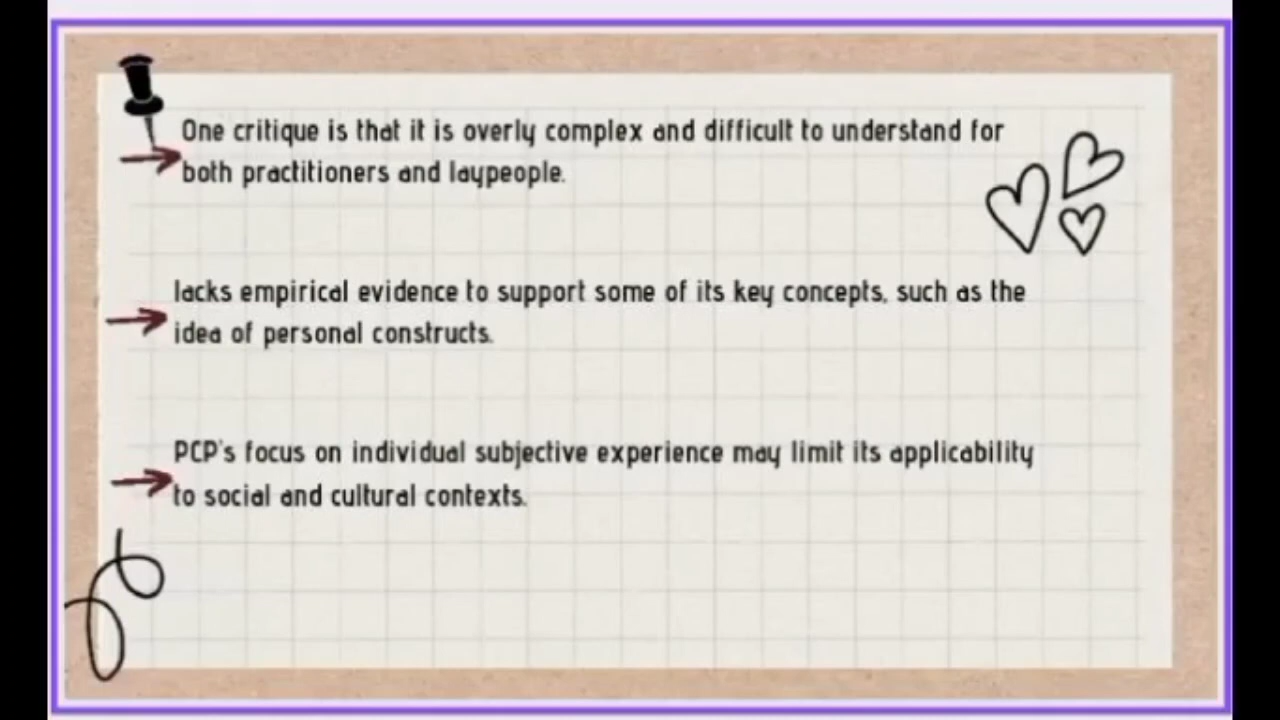 One critique is that it is overly complex and difficult to understand for
both practitioners and laypeople.
lacks empirical evidence to support some of its key concepts, such as the
idea of personal constructs.
PCP's focus on individual subjective experience may limit its applicability
to social and cultural contexts.